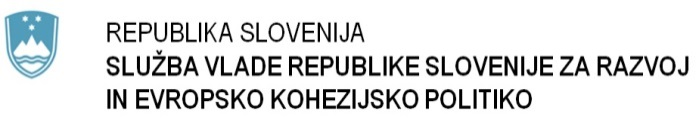 REPUBLIKA SLOVENIJA
SLUŽBA VLADE REPUBLIKE SLOVENIJE ZA RAZVOJ
IN EVROPSKO KOHEZIJSKO POLITIKO